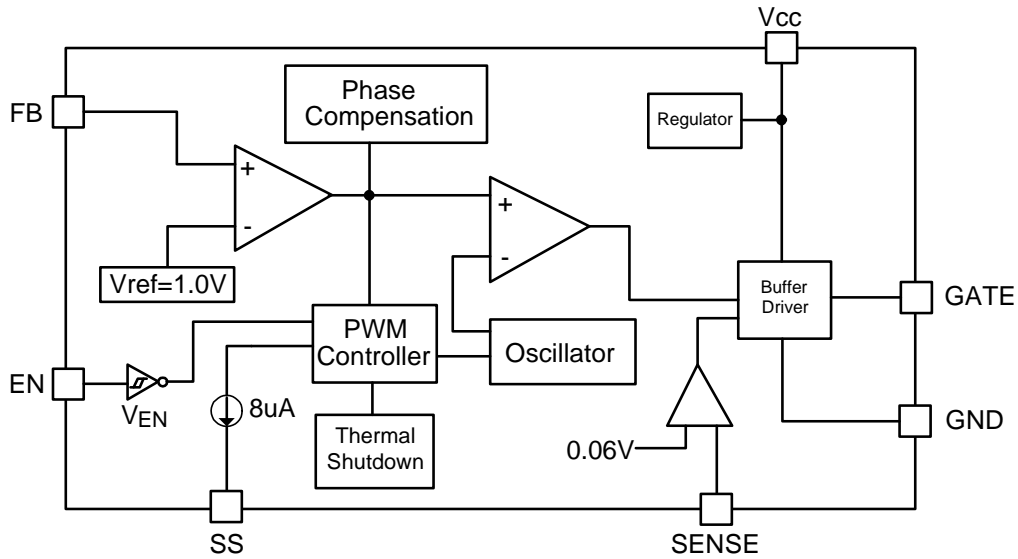 Vcc
FB
Phase
Compensation
Regulator
+
-
+
-
Vref=1.0V
Buffer
Driver
GATE
PWM
Controller
Oscillator
EN
VEN
8uA
GND
Thermal
Shutdown
0.06V
SS
SENSE